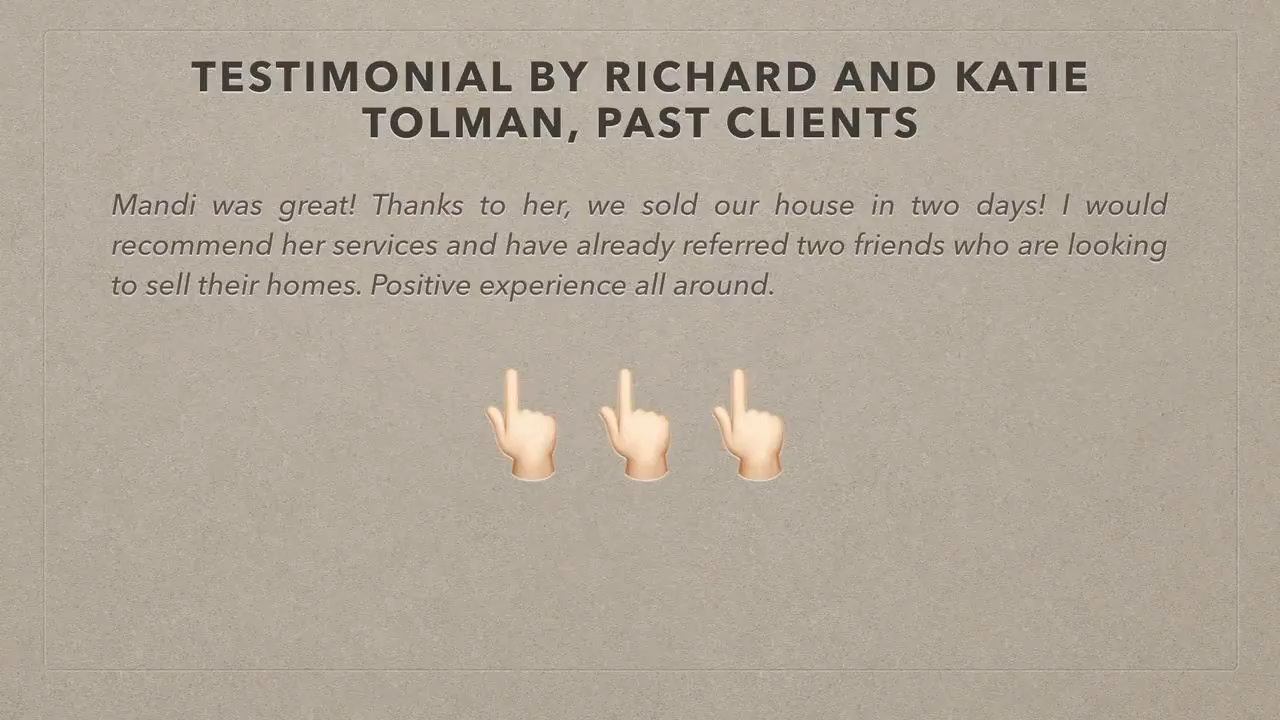 TESTIMONIAL BY RICHARD AND KATIE
TOLMAN, PAST CLIENTS
Mandi was great! Thanks to her, we sold our house in two days! I would
recommend her services and have already referred two friends who are looking
to sell their homes. Positive experience all around.